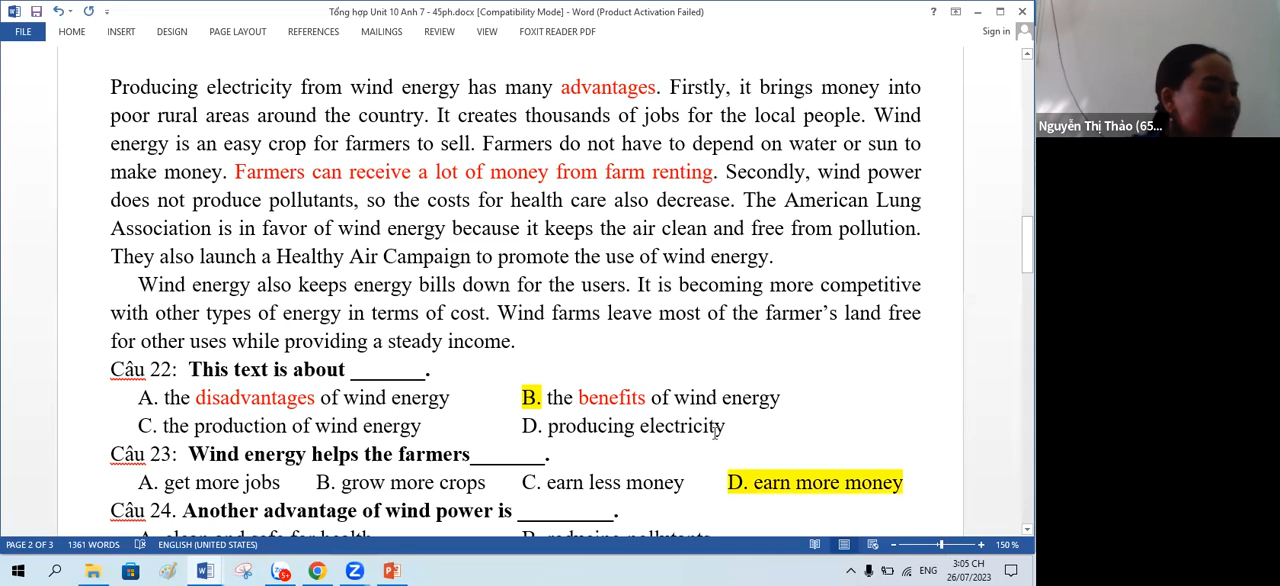 Tổng hợp Unit 10 Anh 7 - 45ph.docx [Compatibility Mode] - Word (Product Activation Failed)
FILE HOME INSERT DESIGN PAGE LAYOUT REFERENCES MAILINGS REVIEW VIEW FOXIT READER PDF Sign in
Producing electricity from wind energy has many advantages. Firstly, it brings money into
poor rural areas around the country. It creates thousands of jobs for the local people. Wind
energy is an easy crop for farmers to sell. Farmers do not have to depend on water or sun to
make money. Farmers can receive a lot of money from farm renting. Secondly, wind power
does not produce pollutants, so the costs for health care also decrease. The American Lung
Association is in favor of wind energy because it keeps the air clean and free from pollution.
They also launch a Healthy Air Campaign to promote the use of wind energy.
Wind energy also keeps energy bills down for the users. It is becoming more competitive
with other types of energy in terms of cost. Wind farms leave most of the farmer’s land free
for other uses while providing a steady income.
Câu 22: This text is about _______.
A. the disadvantages of wind energy B. the benefits of wind energy
C. the production of wind energy D. producing electricity
Câu 23: Wind energy helps the farmers_______.
A. get more jobs B. grow more crops C. earn less money D. earn more money
Câu 24. Another advantage of wind power is _________.
PAGE 2 OF 3 1361 WORDS ENGLISH (UNITED STATES) 150 %
ENG 3:05 CH
26/07/2023
Nguyễn Thị Thảo (65...